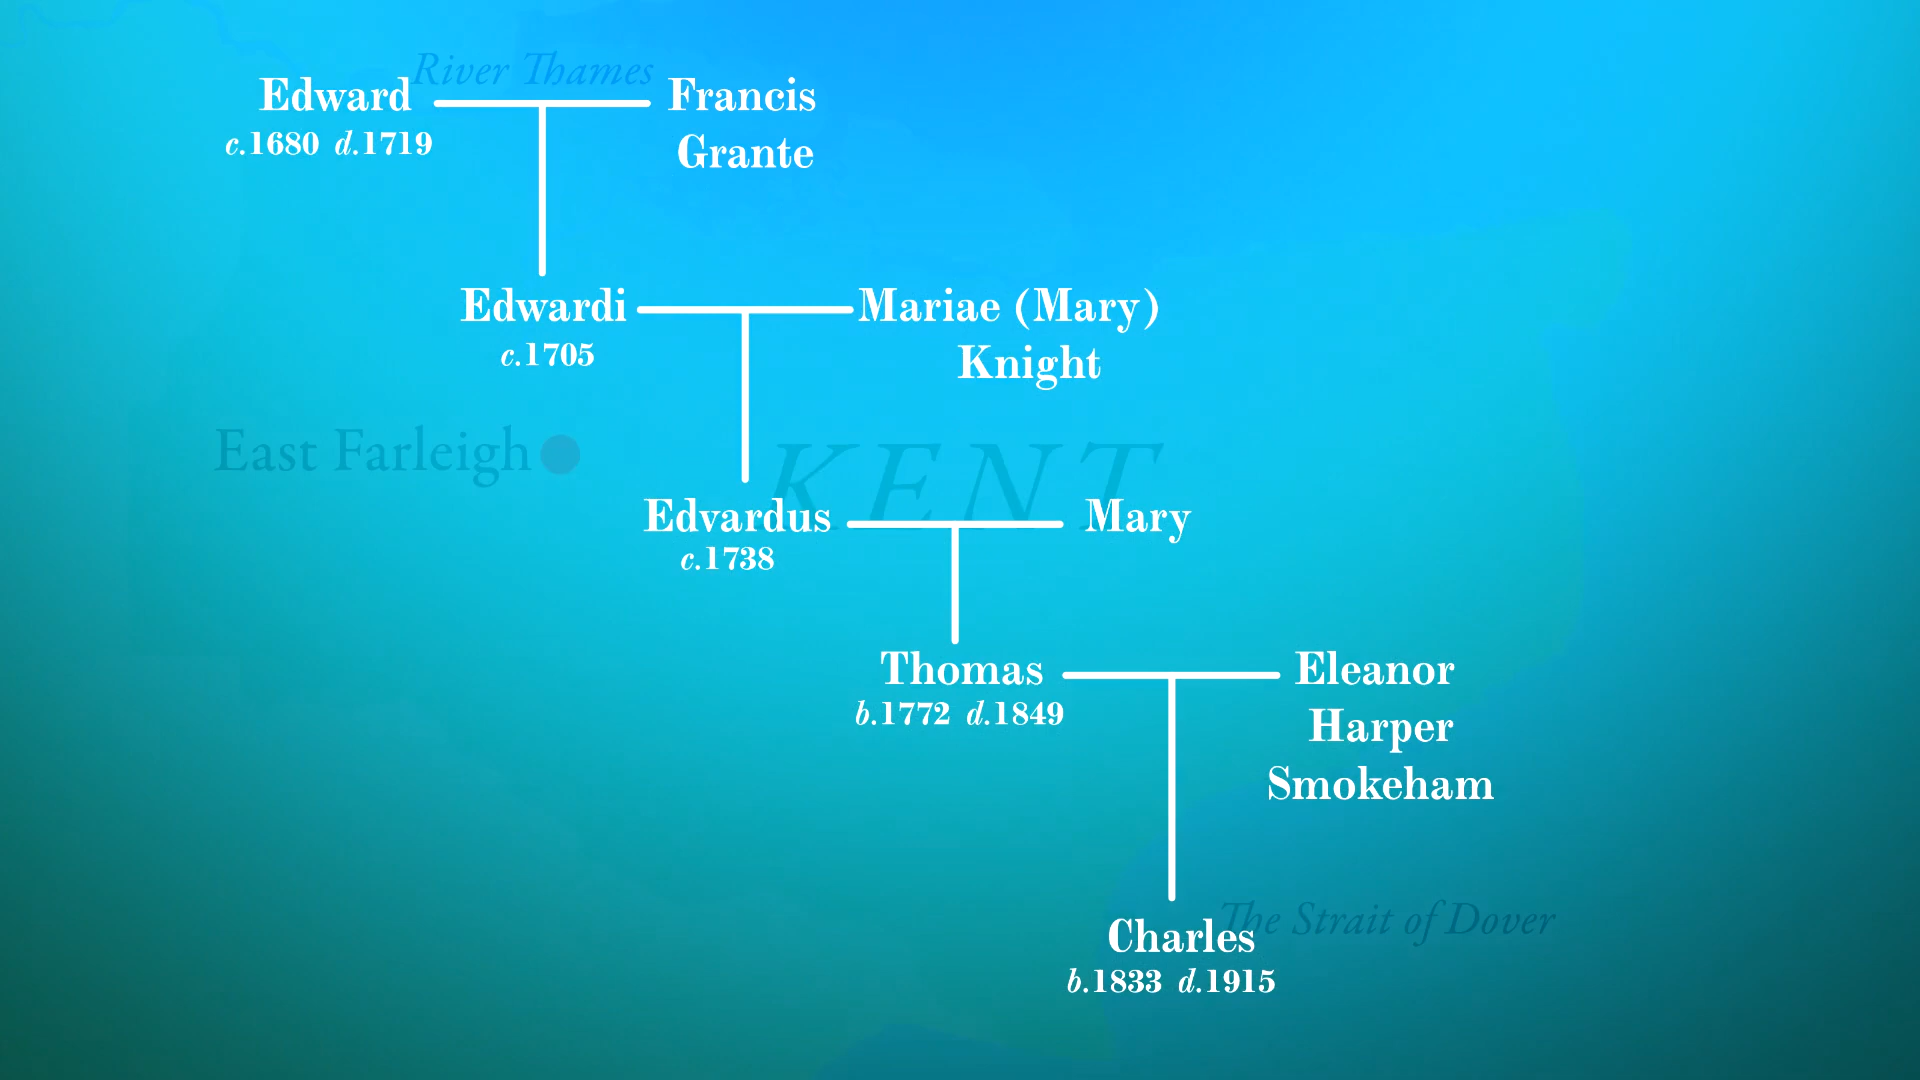 River Thames
Edward
Francis
Grante
c.1680 d.1719
Edwardi
Mariae (Mary)
Knight
c.1705
East Farleigh
KENT
Edvardus
Mary
c.1738
Thomas
Eleanor
Harper
Smokeham
b.1772 d.1849
The Strait of Dover
Charles
b.1833 d.1915